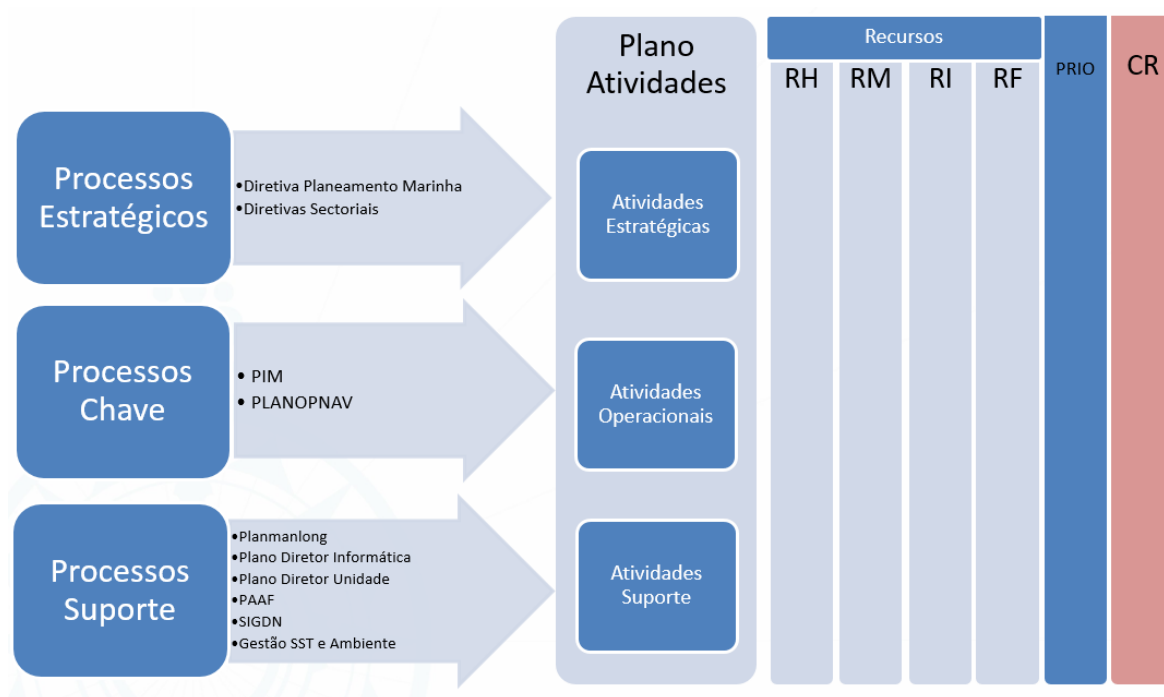 Plano
Atividades
Recursos
RH RM RI RF
PRIO
CR
Processos
Estratégicos
•Diretiva Planeamento Marinha
•Diretivas Sectoriais
Atividades
Estratégicas
Processos
Chave
• PIM
• PLANOPNAV
Atividades
Operacionais
Processos
Suporte
•Planmanlong
•Plano Diretor Informática
•Plano Diretor Unidade
•PAAF
•SIGDN
•Gestão SST e Ambiente
Atividades
Suporte